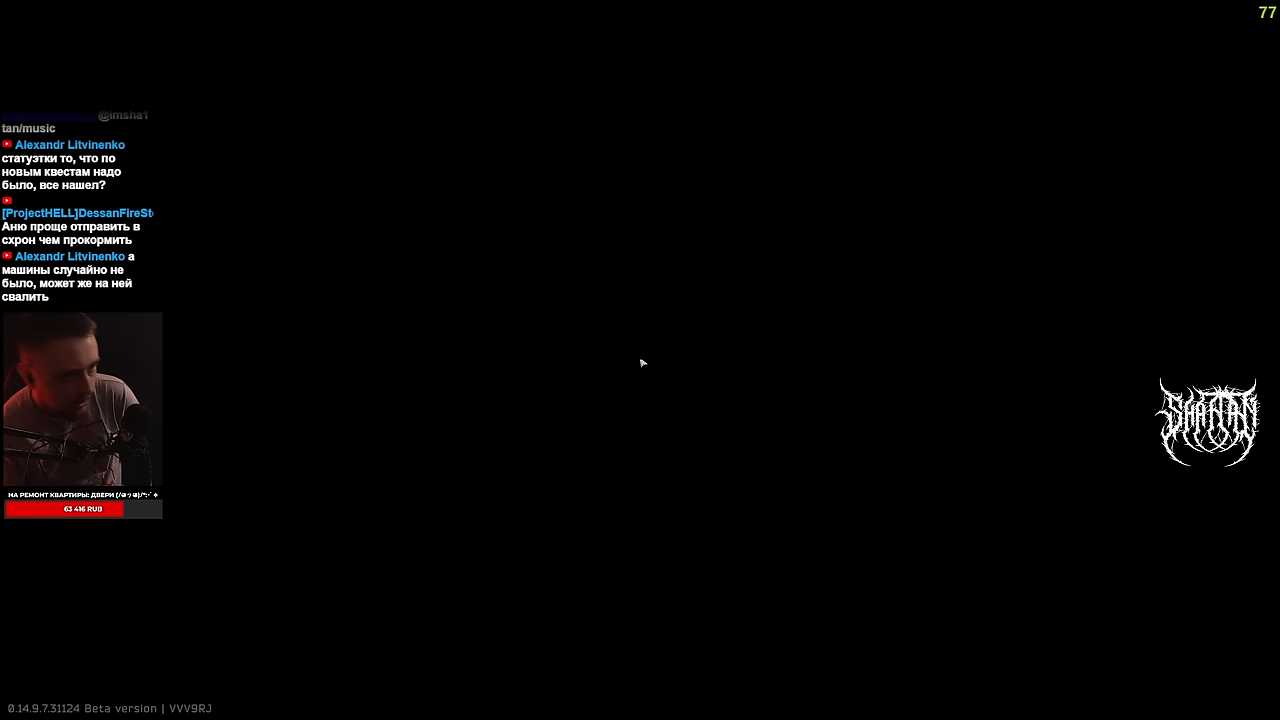 77
@imsha1
tan/music
Alexandr Litvinenko
статуэтки то, что по
новым квестам надо
было, все нашел?
[ProjectHELL]DessanFireSt
Аню проще отправить в
схрон чем прокормить
Alexandr Litvinenko а
машины случайно не
было, может же на ней
свалить
SHAITAN
НА РЕМОНТ КВАРТИРЫ: ДВЕРИ
63 416 RUB
0.14.9.7.31124 Beta version | VVV9RJ